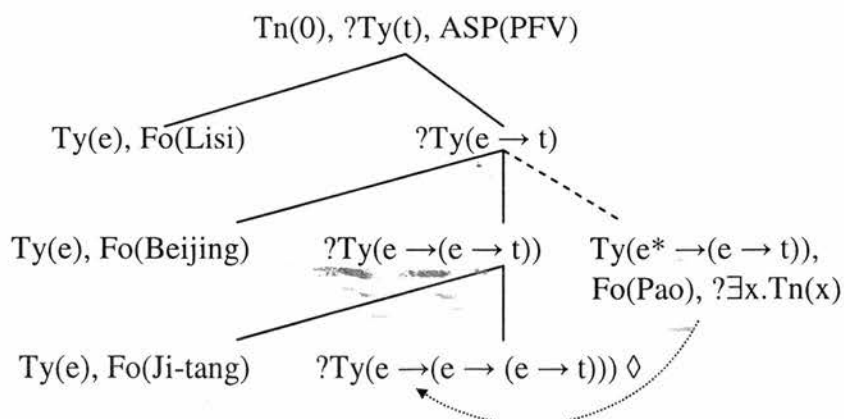 Tn(0), ?Ty(t), ASP(PFV)
Ty(e), Fo(Lisi) ?Ty(e → t)
Ty(e), Fo(Beijing) ?Ty(e →(e → t)) Ty(e* →(e → t)),
Fo(Pao), ?∃x.Tn(x)
Ty(e), Fo(Ji-tang) ?Ty(e →(e → (e → t))) ◊